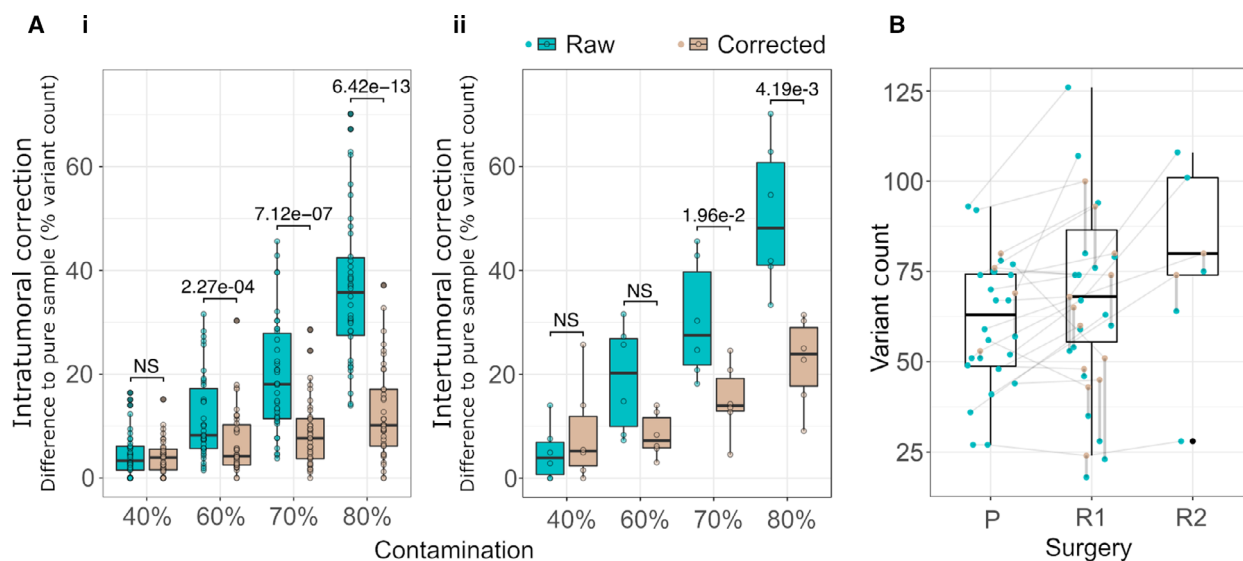 A i ii B
Raw Corrected
Intratumoral correction
Difference to pure sample (% variant count)
60
40
20
0
NS
2.27e−04
7.12e−07
6.42e−13
40% 60% 70% 80%
Intertumoral correction
Difference to pure sample (% variant count)
60
40
20
0
NS
NS
1.96e−2
4.19e−3
40% 60% 70% 80%
Contamination
Variant count
125
100
75
50
25
P R1 R2
Surgery